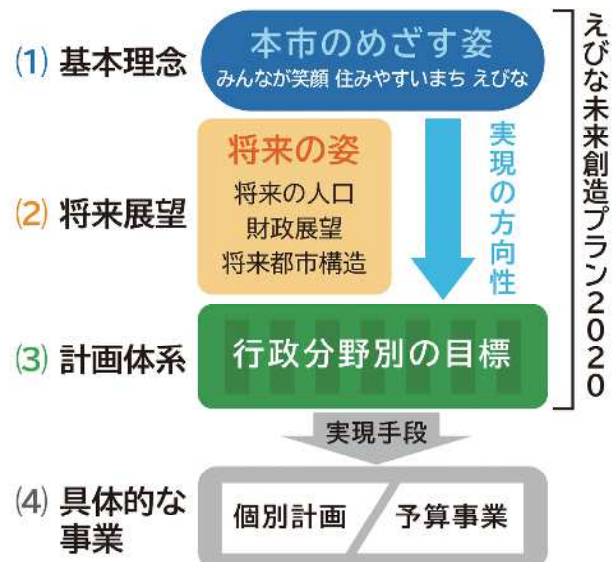 (1) 基本理念
本市のめざす姿
みんなが笑顔 住みやすいまち えびな
(2) 将来展望
将来の姿
将来の人口
財政展望
将来都市構造
実現の方向性
(3) 計画体系
行政分野別の目標
えびな未来創造プラン2020
実現手段
(4) 具体的な
事業
個別計画
予算事業